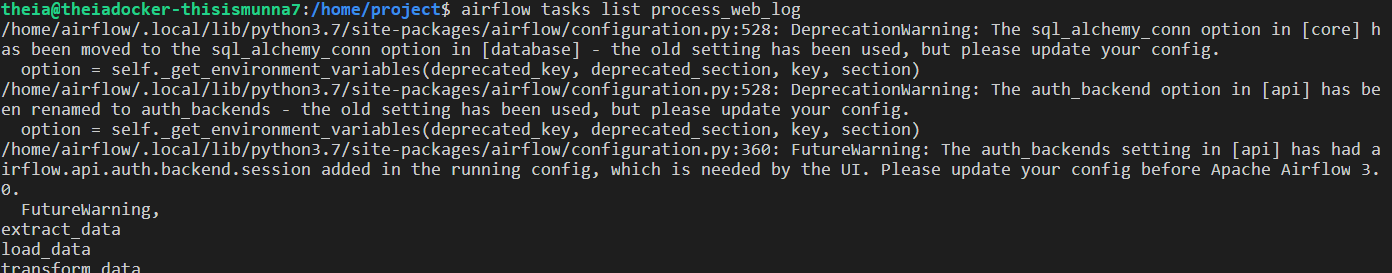 theia@theiadocker-thisismunna7:/home/project$ airflow tasks list process_web_log
/home/airflow/.local/lib/python3.7/site-packages/airflow/configuration.py:528: DeprecationWarning: The sql_alchemy_conn option in [core] h
as been moved to the sql_alchemy_conn option in [database] - the old setting has been used, but please update your config.
  option = self._get_environment_variables(deprecated_key, deprecated_section, key, section)
/home/airflow/.local/lib/python3.7/site-packages/airflow/configuration.py:528: DeprecationWarning: The auth_backend option in [api] has be
en renamed to auth_backends - the old setting has been used, but please update your config.
  option = self._get_environment_variables(deprecated_key, deprecated_section, key, section)
/home/airflow/.local/lib/python3.7/site-packages/airflow/configuration.py:360: FutureWarning: The auth_backends setting in [api] has had a
irflow.api.auth.backend.session added in the running config, which is needed by the UI. Please update your config before Apache Airflow 3.
0.
  FutureWarning,
extract_data
load_data
transform_data